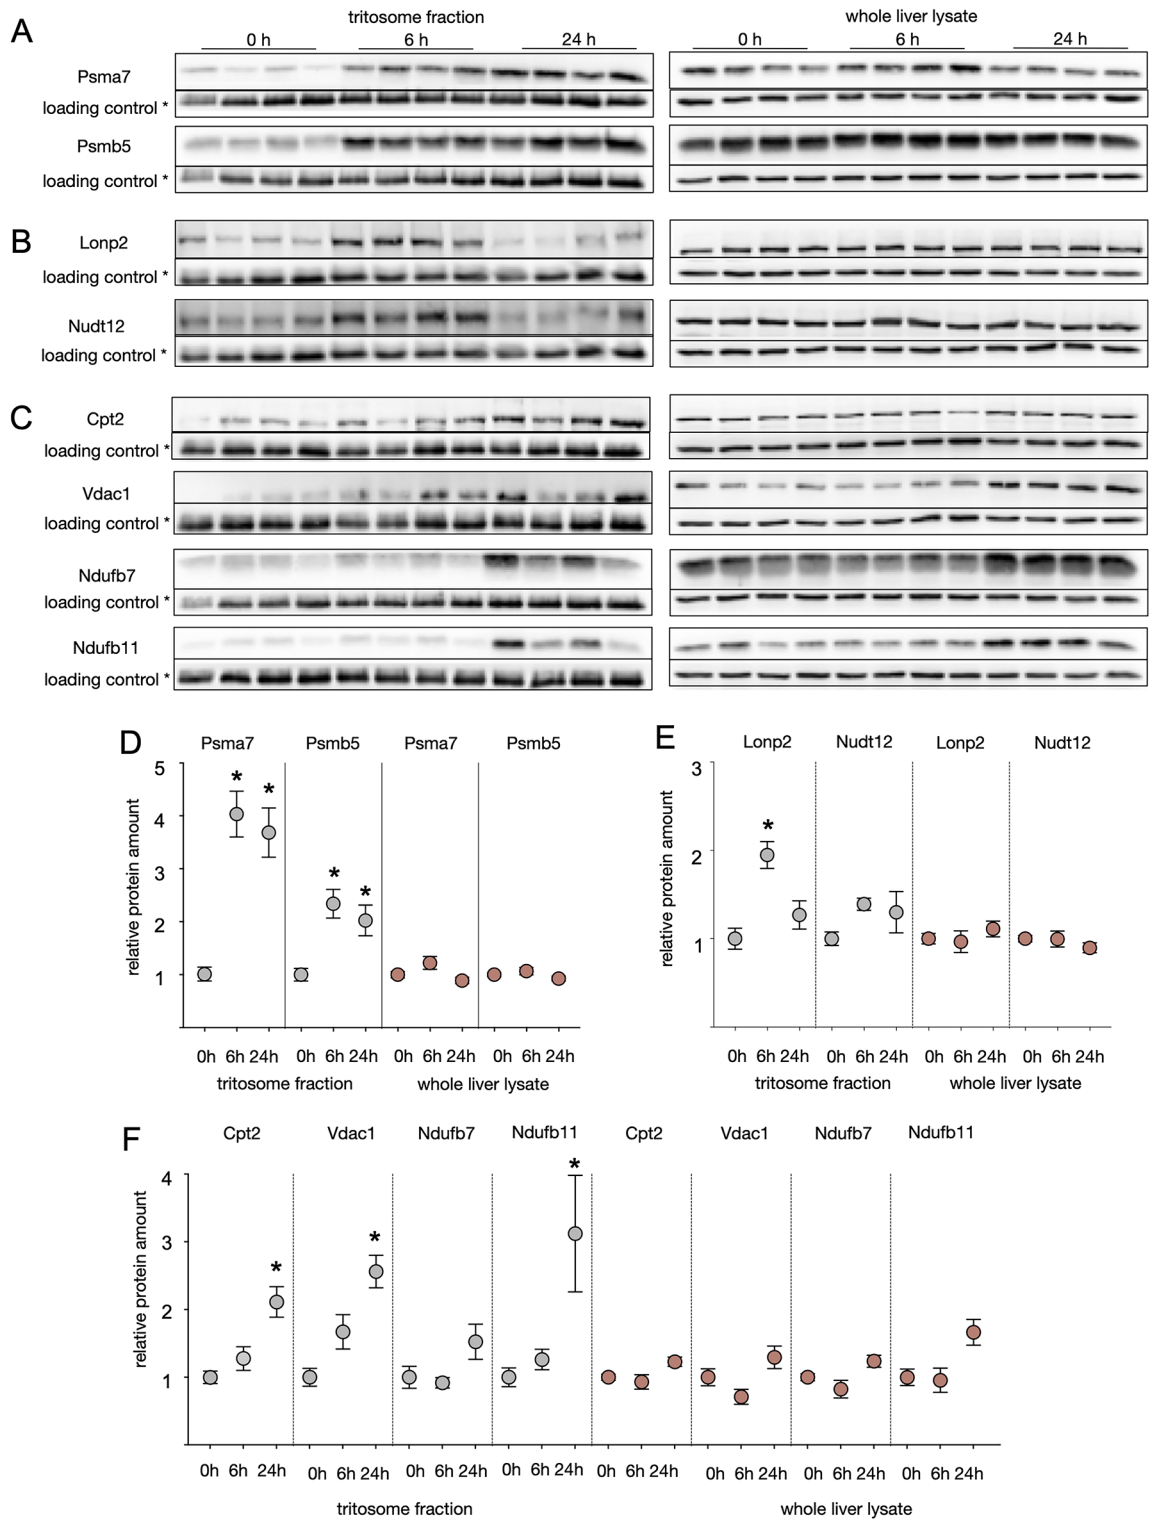 A
tritosome fraction
whole liver lysate
0 h 6 h 24 h 0 h 6 h 24 h
Psma7
loading control *
Psmb5
loading control *
B
Lonp2
loading control *
Nudt12
loading control *
C
Cpt2
loading control *
Vdac1
loading control *
Ndufb7
loading control *
Ndufb11
loading control *
D
Psma7 Psmb5 Psma7 Psmb5
relative protein amount
5
4
3
2
1
* * * *
0h 6h 24h 0h 6h 24h 0h 6h 24h 0h 6h 24h
tritosome fraction whole liver lysate
E
Lonp2 Nudt12 Lonp2 Nudt12
relative protein amount
3
2
1
*
0h 6h 24h 0h 6h 24h 0h 6h 24h 0h 6h 24h
tritosome fraction whole liver lysate
F
Cpt2 Vdac1 Ndufb7 Ndufb11 Cpt2 Vdac1 Ndufb7 Ndufb11
relative protein amount
4
3
2
1
* * *
0h 6h 24h 0h 6h 24h 0h 6h 24h 0h 6h 24h 0h 6h 24h 0h 6h 24h 0h 6h 24h 0h 6h 24h
tritosome fraction whole liver lysate